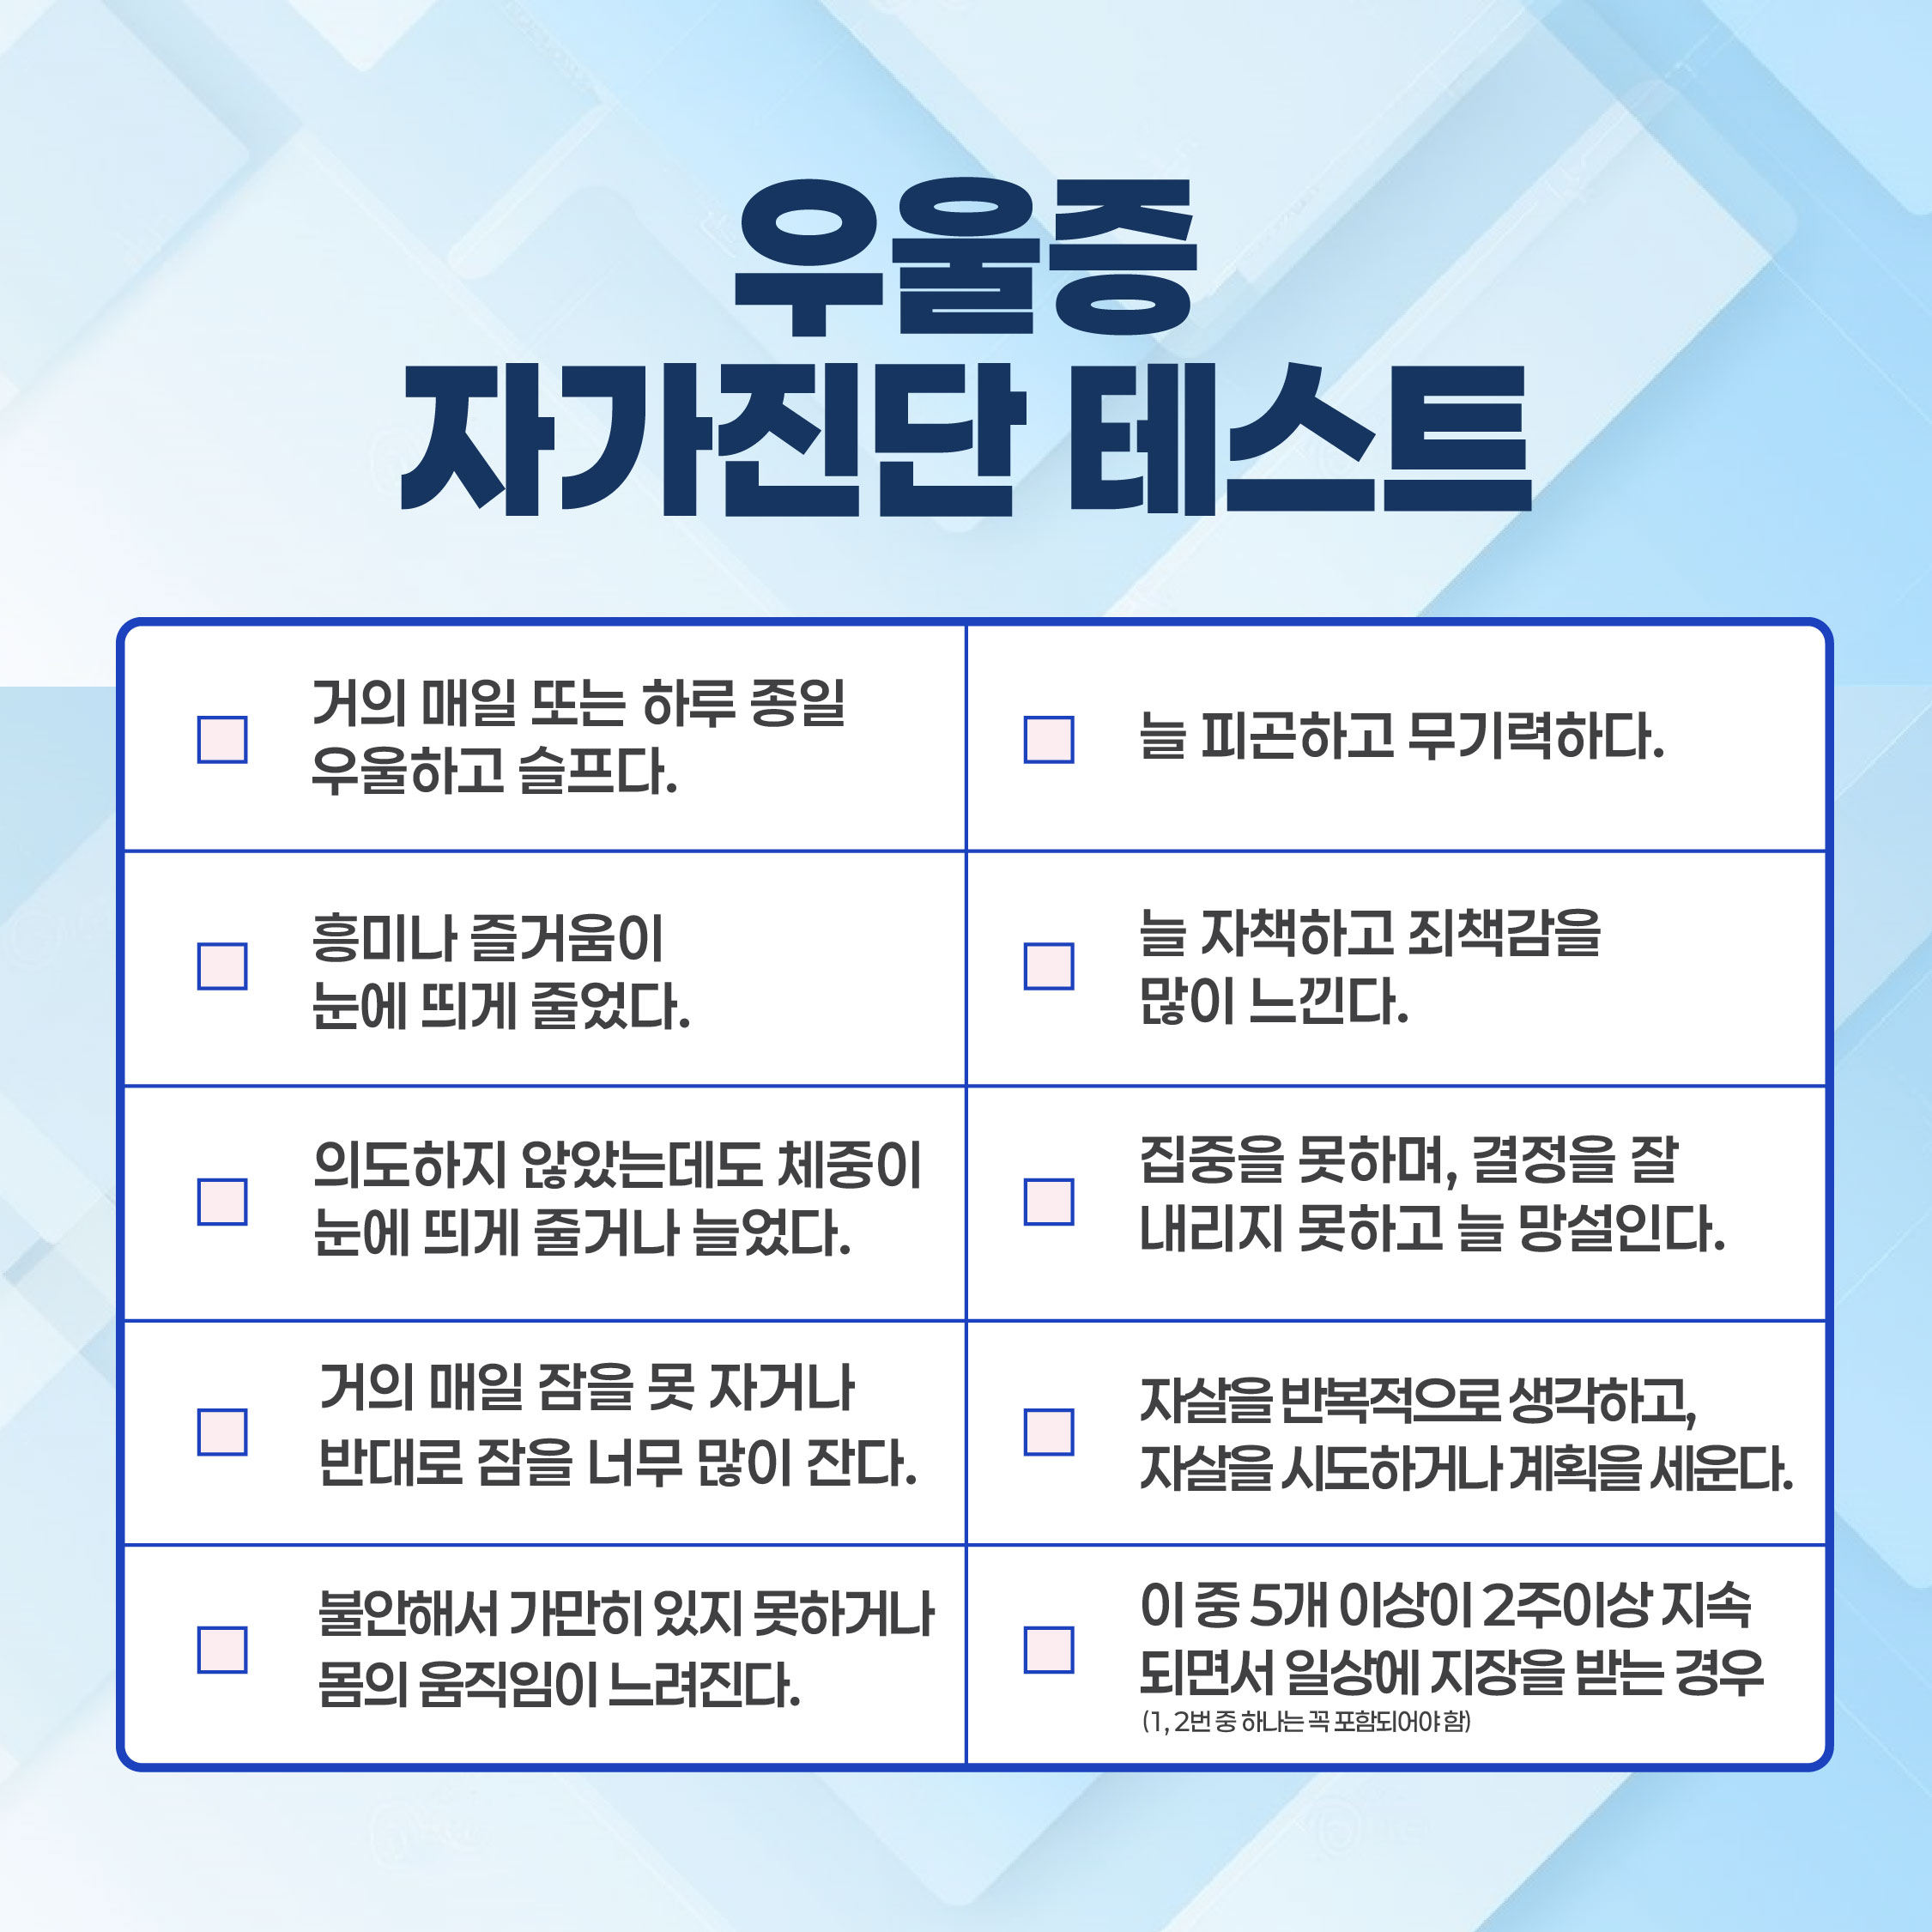 우울증
자가진단 테스트
거의 매일 또는 하루 종일
우울하고 슬프다.
흥미나 즐거움이
눈에 띄게 줄었다.
의도하지 않았는데도 체중이
눈에 띄게 줄거나 늘었다.
거의 매일 잠을 못 자거나
반대로 잠을 너무 많이 잔다.
불안해서 가만히 있지 못하거나
몸의 움직임이 느려진다.
늘 피곤하고 무기력하다.
늘 자책하고 죄책감을
많이 느낀다.
집중을 못하며, 결정을 잘
내리지 못하고 늘 망설인다.
자살을 반복적으로 생각하고,
자살을 시도하거나 계획을 세운다.
이 중 5개 이상이 2주이상 지속
되면서 일상에 지장을 받는 경우
(1, 2번 중 하나는 꼭 포함되어야 함)